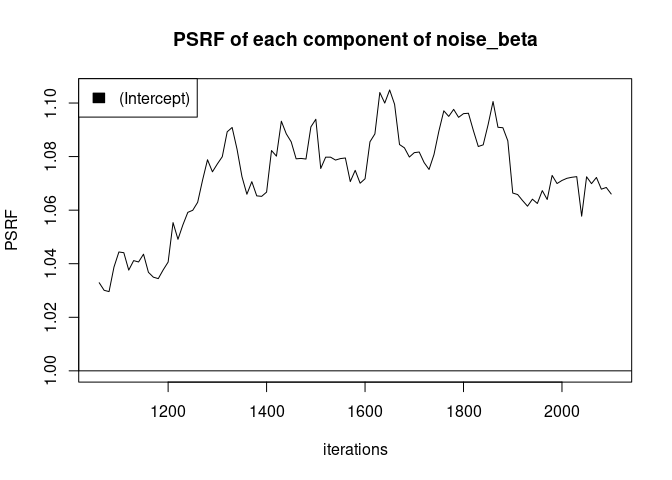 PSRF of each component of noise_beta
(Intercept)
PSRF
1.10
1.08
1.06
1.04
1.02
1.00
1200 1400 1600 1800 2000
iterations